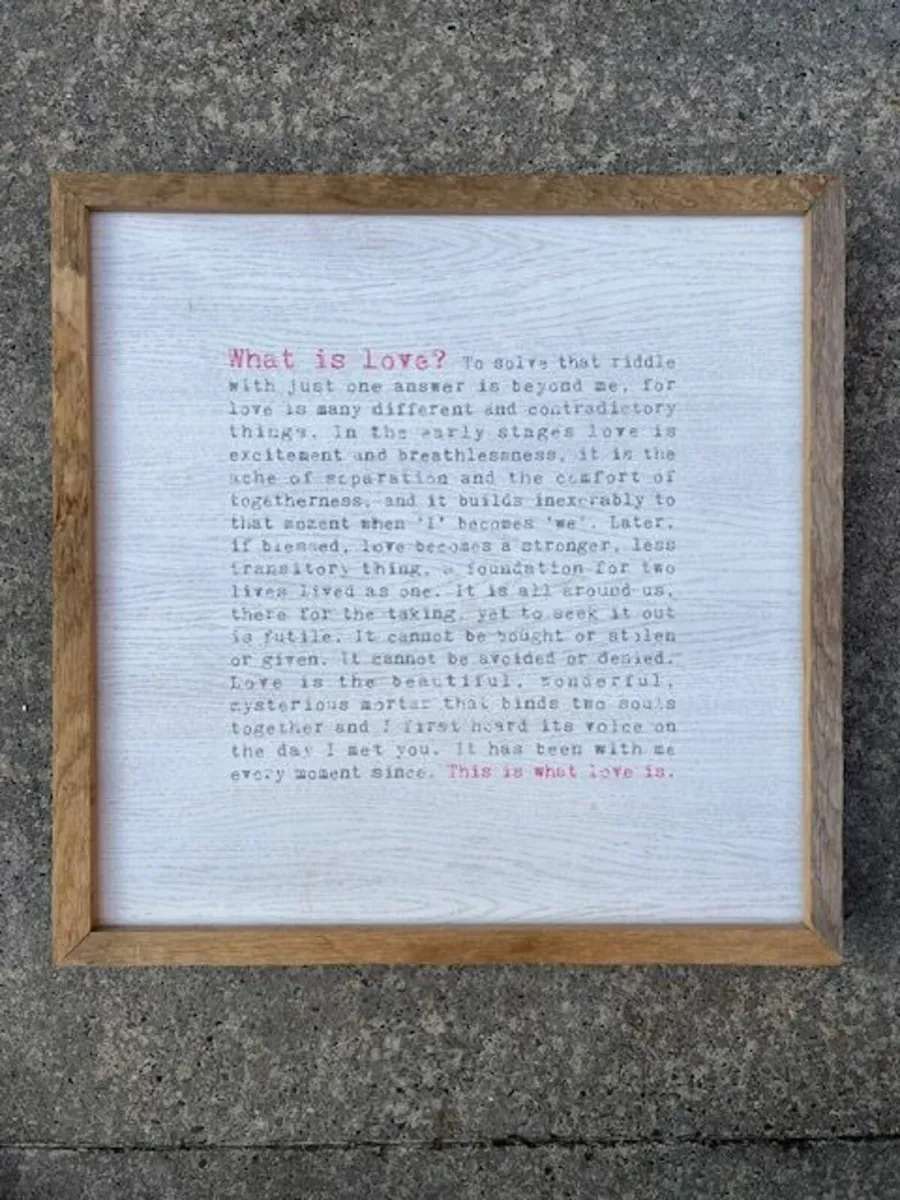 What is love? To solve that riddle
with just one answer is beyond me, for
love is many different and contradictory
things. In the early stages love is
excitement and breathlessness, it is the
ache of separation and the comfort of
togetherness, and it builds inexorably to
that moment when 'I' becomes 'we'. Later,
if blessed, love becomes a stronger, less
transitory thing, a foundation for two
lives lived as one. It is all around us,
there for the taking, yet to seek it out
is futile. It cannot be bought or stolen
or given. It cannot be avoided or denied.
Love is the beautiful, wonderful,
mysterious mortar that binds two souls
together and I first heard its voice on
the day I met you. It has been with me
every moment since. This is what love is.